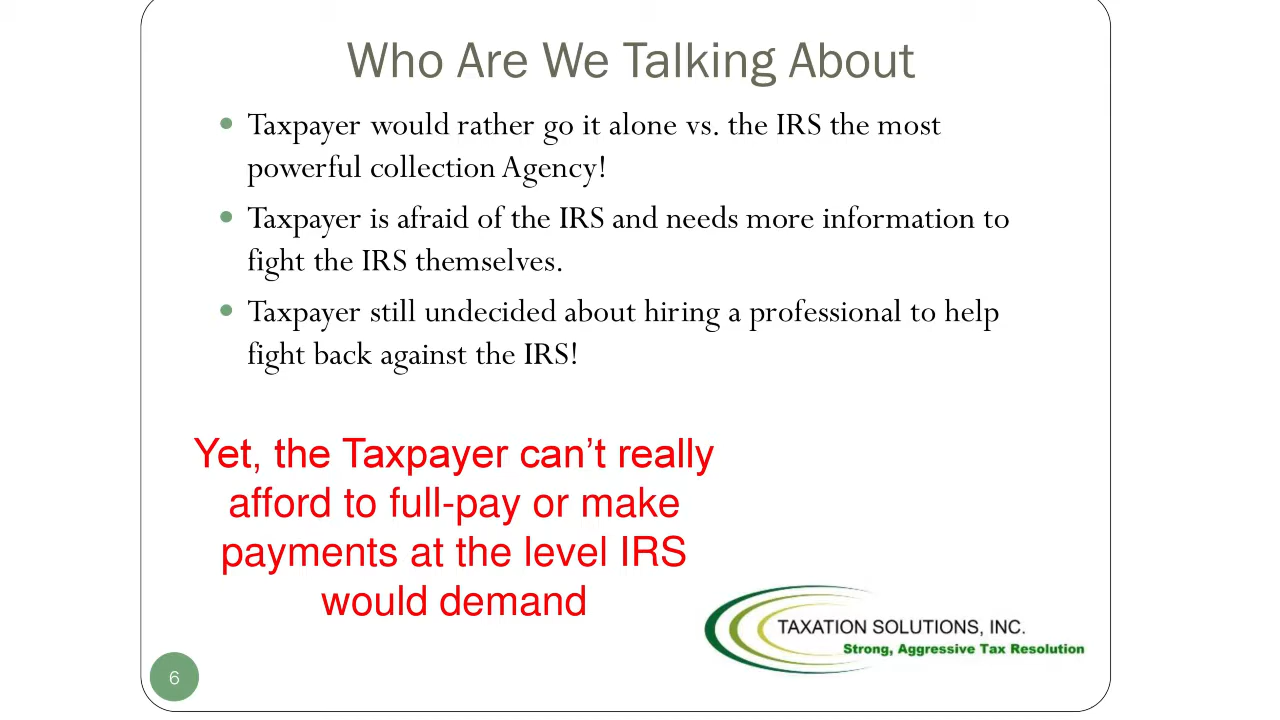 Who Are We Talking About
• Taxpayer would rather go it alone vs. the IRS the most
powerful collection Agency!
• Taxpayer is afraid of the IRS and needs more information to
fight the IRS themselves.
• Taxpayer still undecided about hiring a professional to help
fight back against the IRS!
Yet, the Taxpayer can’t really
afford to full-pay or make
payments at the level IRS
would demand
TAXATION SOLUTIONS, INC.
Strong, Aggressive Tax Resolution
6